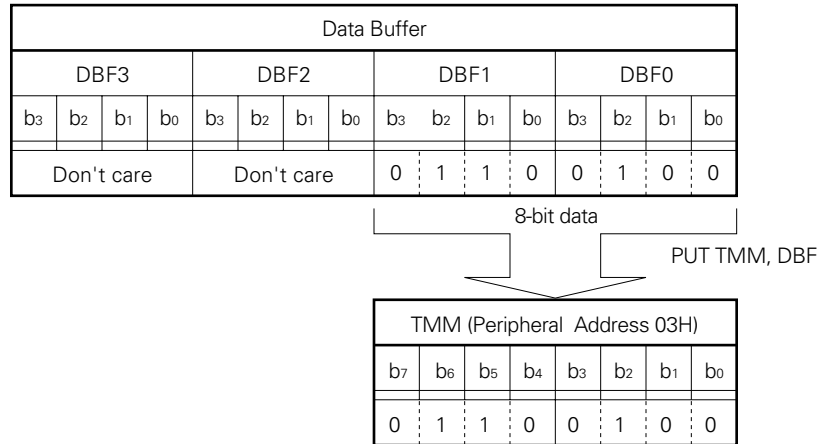 Data Buffer
DBF3 DBF2 DBF1 DBF0
b3 b2 b1 b0 b3 b2 b1 b0 b3 b2 b1 b0 b3 b2 b1 b0
Don't care Don't care 0 1 1 0 0 1 0 0
8-bit data
PUT TMM, DBF
TMM (Peripheral Address 03H)
b7 b6 b5 b4 b3 b2 b1 b0
0 1 1 0 0 1 0 0